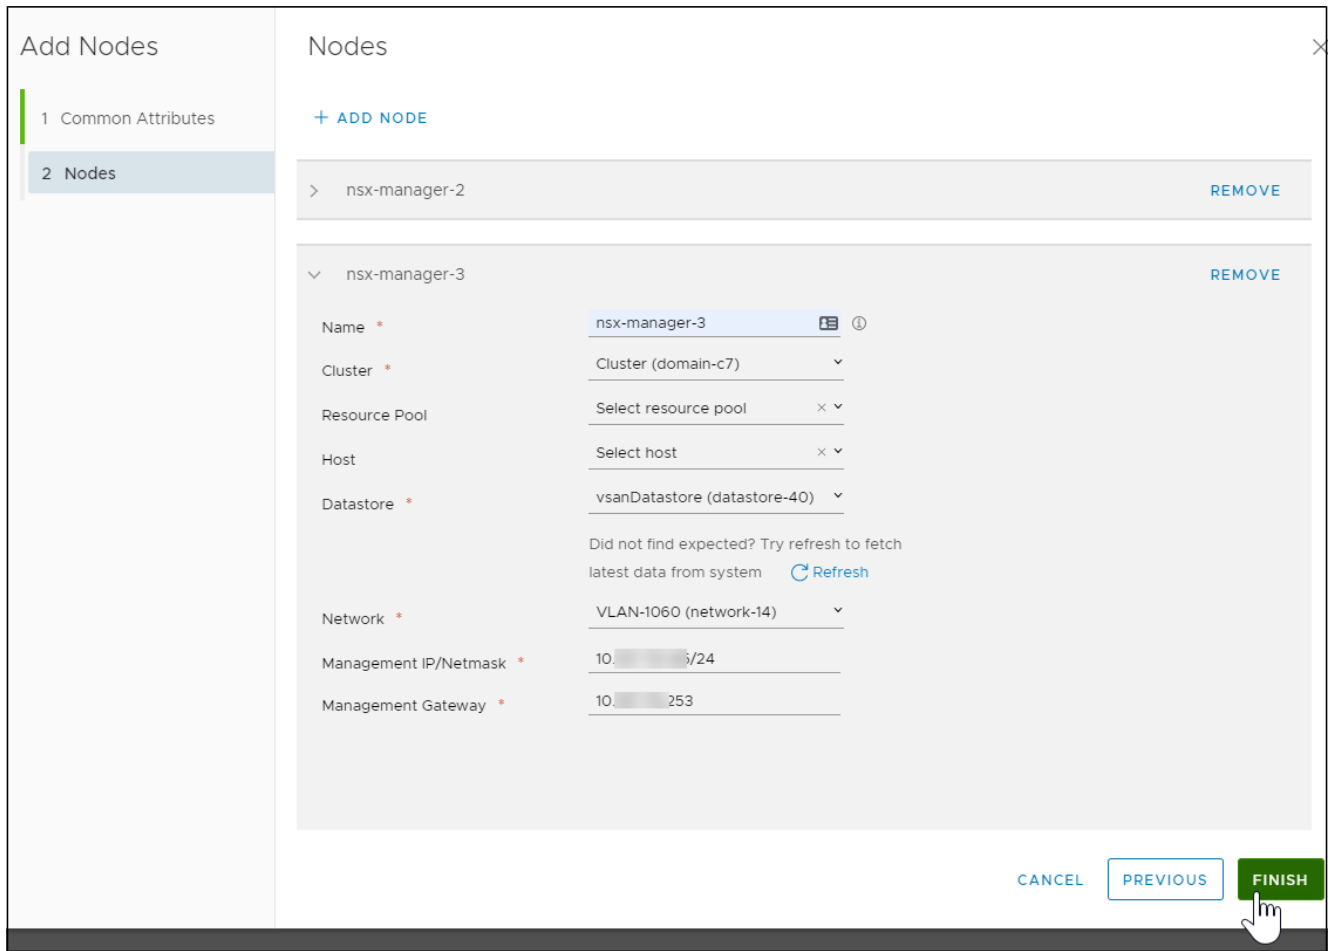 Add Nodes
1 Common Attributes
2 Nodes
Nodes
+ ADD NODE
nsx-manager-2 REMOVE
nsx-manager-3 REMOVE
Name * nsx-manager-3
Cluster * Cluster (domain-c7)
Resource Pool Select resource pool
Host Select host
Datastore * vsanDatastore (datastore-40)
Did not find expected? Try refresh to fetch
latest data from system Refresh
Network * VLAN-1060 (network-14)
Management IP/Netmask * 10. /24
Management Gateway * 10. 253
CANCEL PREVIOUS FINISH